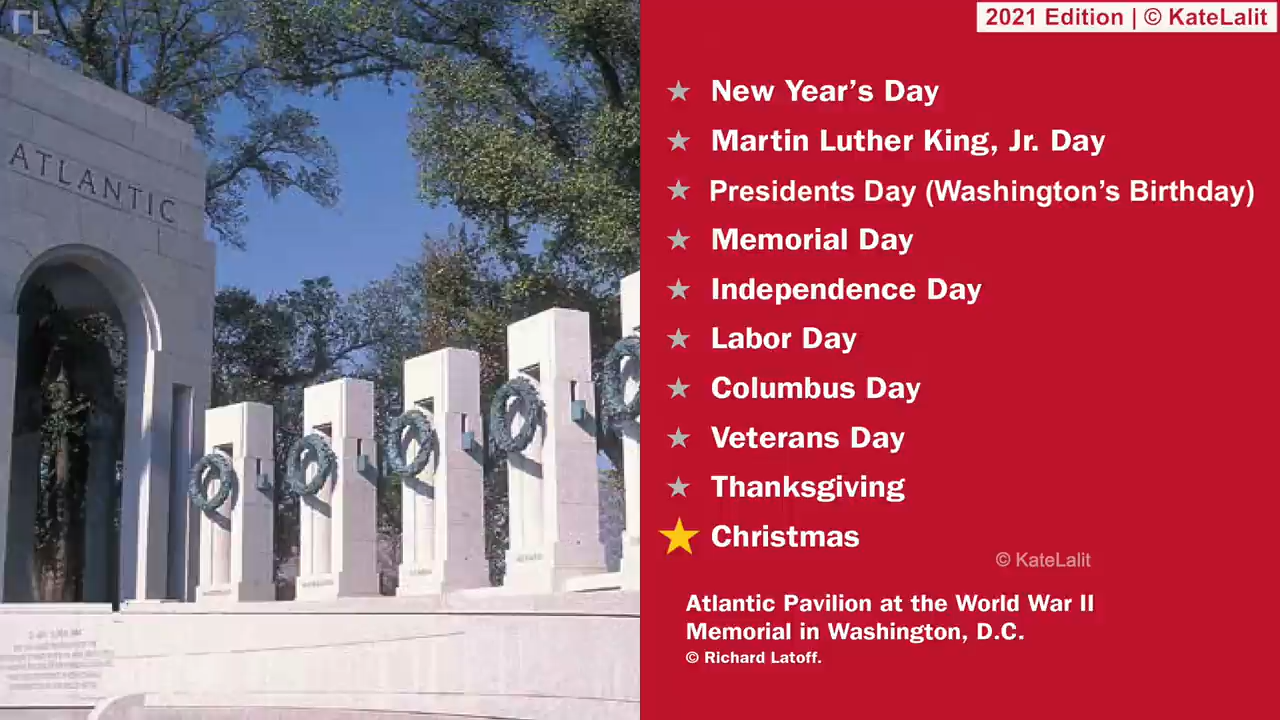 ATLANTIC
2021 Edition | © KateLalit
New Year’s Day
Martin Luther King, Jr. Day
Presidents Day (Washington’s Birthday)
Memorial Day
Independence Day
Labor Day
Columbus Day
Veterans Day
Thanksgiving
Christmas
© KateLalit
Atlantic Pavilion at the World War II
Memorial in Washington, D.C.
© Richard Latoff.